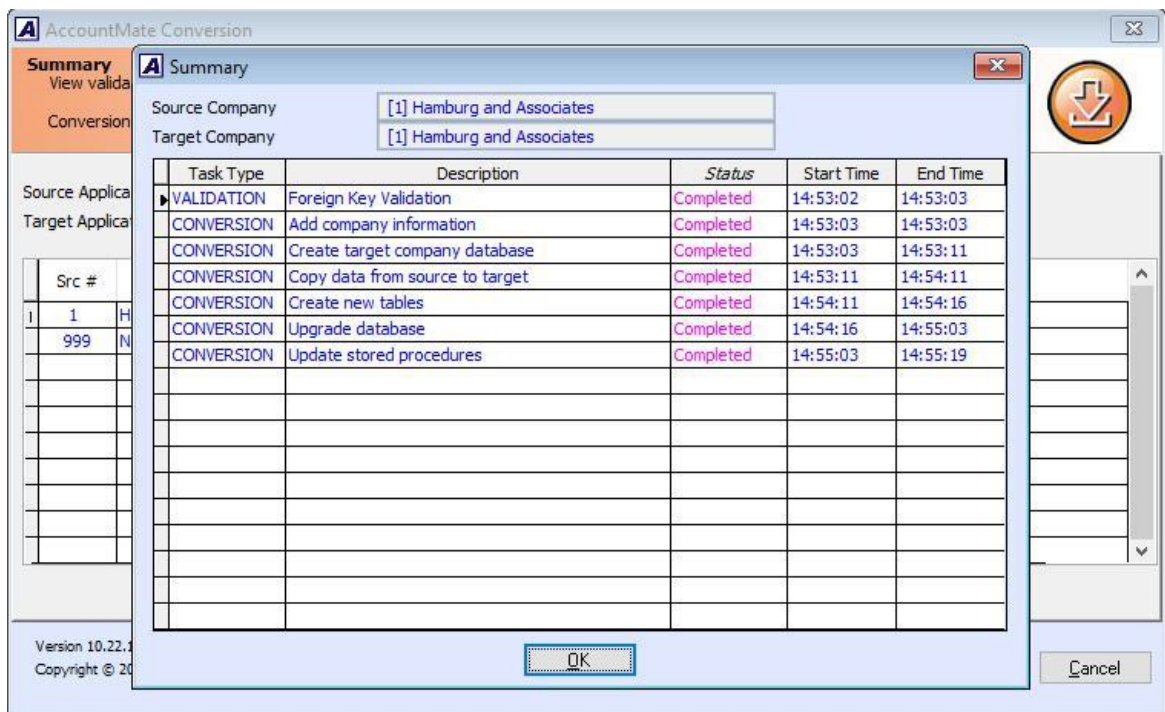 AccountMate Conversion
Summary
View valida
Conversion
Source Applica
Target Applica
Src #
1 H
999 N
Version 10.22.1
Copyright © 20
Cancel
Summary
Source Company [1] Hamburg and Associates
Target Company [1] Hamburg and Associates
Task Type Description Status Start Time End Time
VALIDATION Foreign Key Validation Completed 14:53:02 14:53:03
CONVERSION Add company information Completed 14:53:03 14:53:03
CONVERSION Create target company database Completed 14:53:03 14:53:11
CONVERSION Copy data from source to target Completed 14:53:11 14:54:11
CONVERSION Create new tables Completed 14:54:11 14:54:16
CONVERSION Upgrade database Completed 14:54:16 14:55:03
CONVERSION Update stored procedures Completed 14:55:03 14:55:19
OK